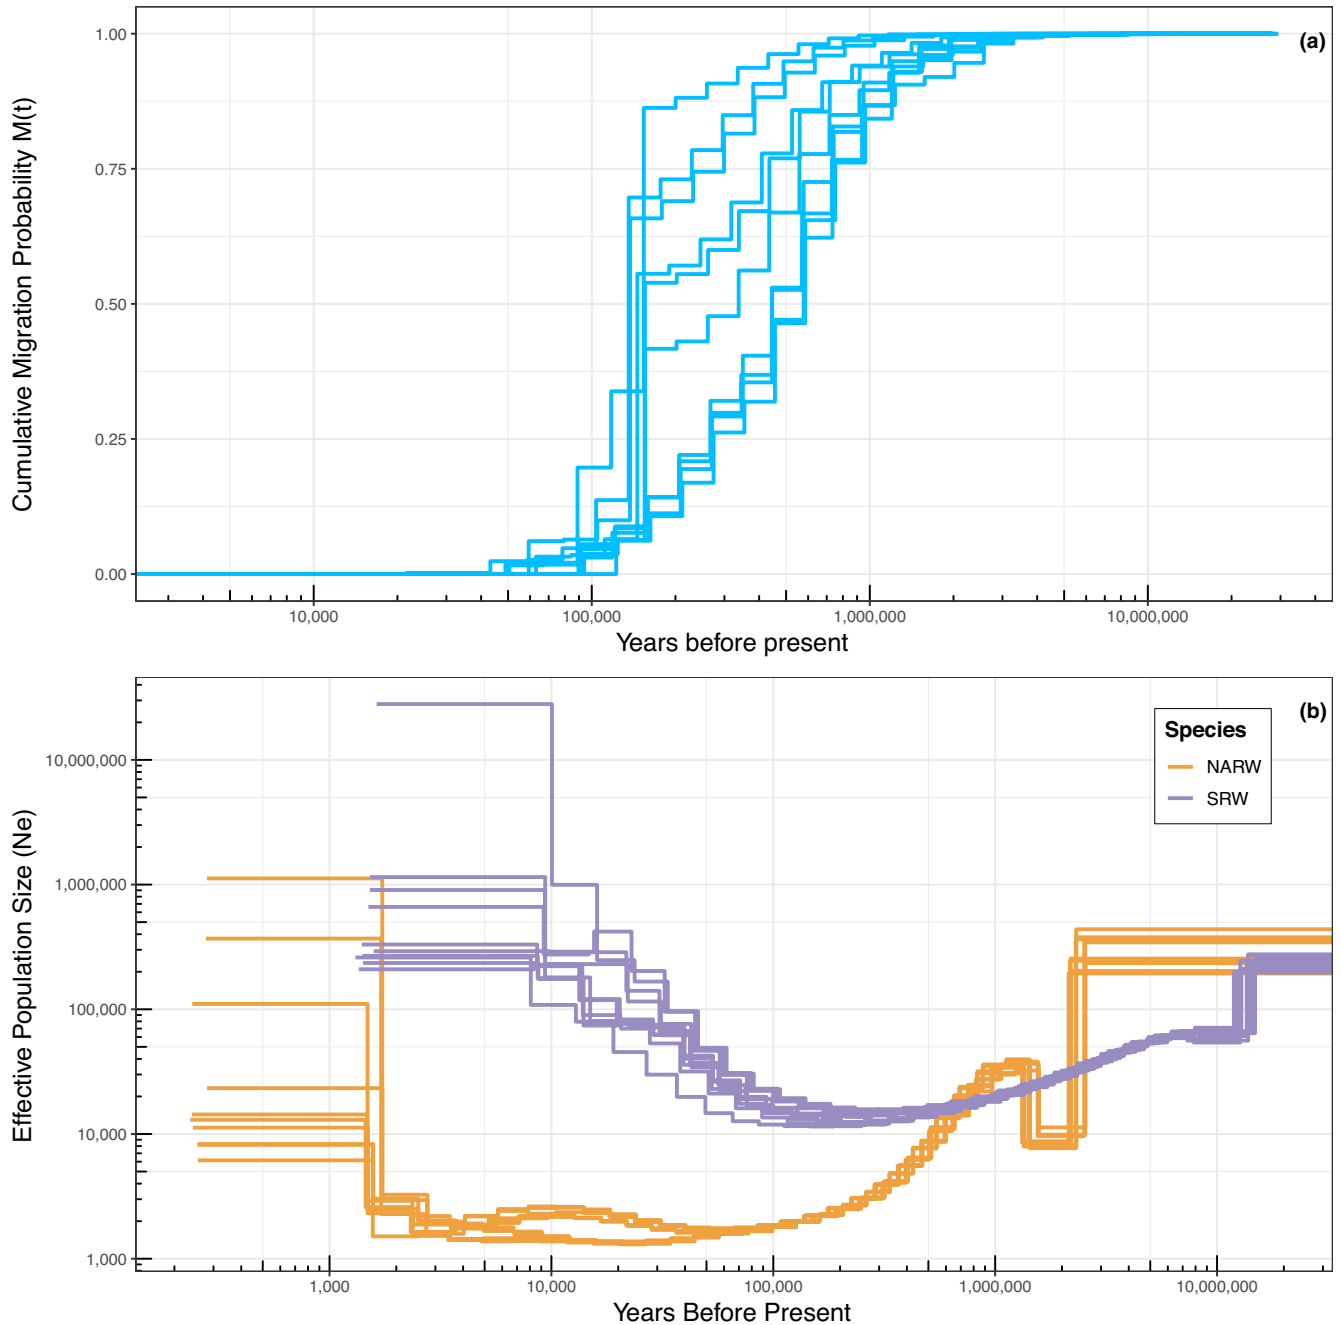 (a)
1.00
0.75
0.50
0.25
0.00
Cumulative Migration Probability M(t)
10,000 100,000 1,000,000 10,000,000
Years before present
(b)
Species
NARW
SRW
10,000,000
1,000,000
100,000
10,000
1,000
Effective Population Size (Ne)
1,000 10,000 100,000 1,000,000 10,000,000
Years Before Present